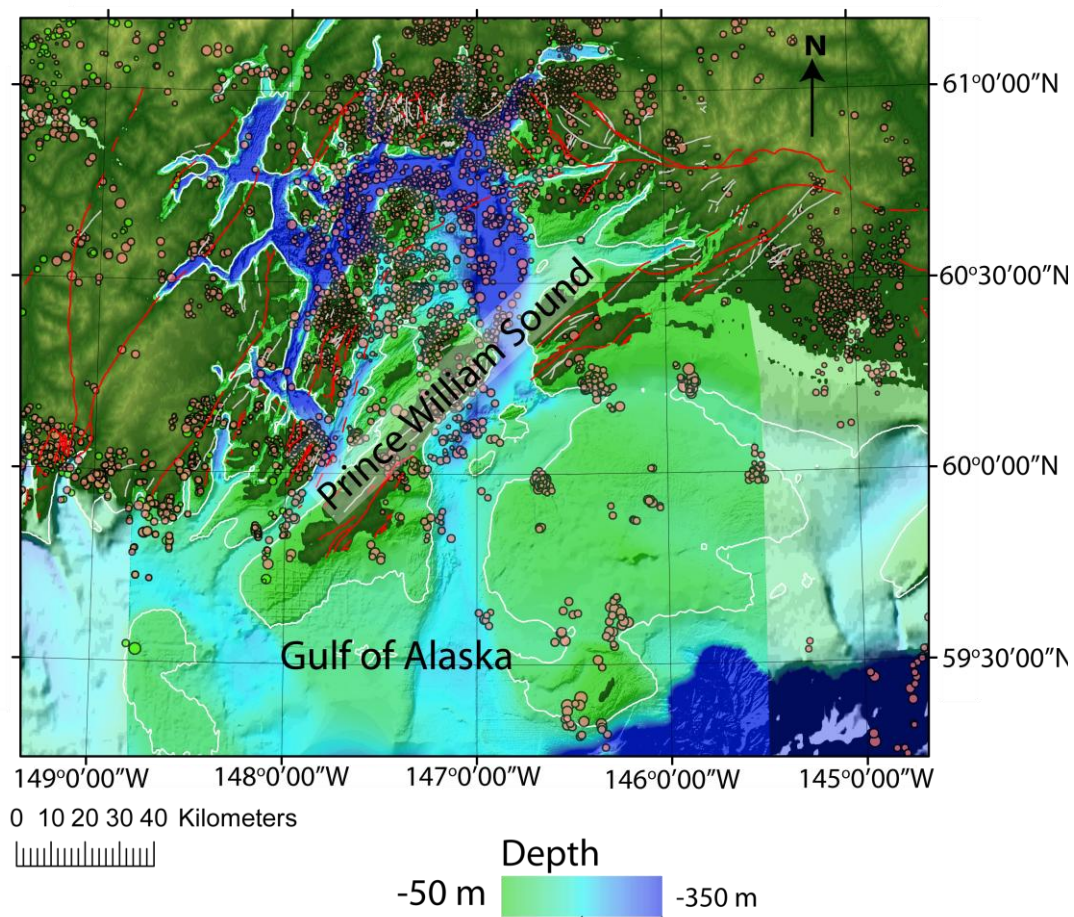 N
61°0'00"N
60°30'00"N
Prince William Sound
60°0'00"N
Gulf of Alaska
59°30'00"N
149°0'00"W
148°0'00"W
147°0'00"W
146°0'00"W
145°0'00"W
0 10 20 30 40 Kilometers
Depth
-50 m
-350 m